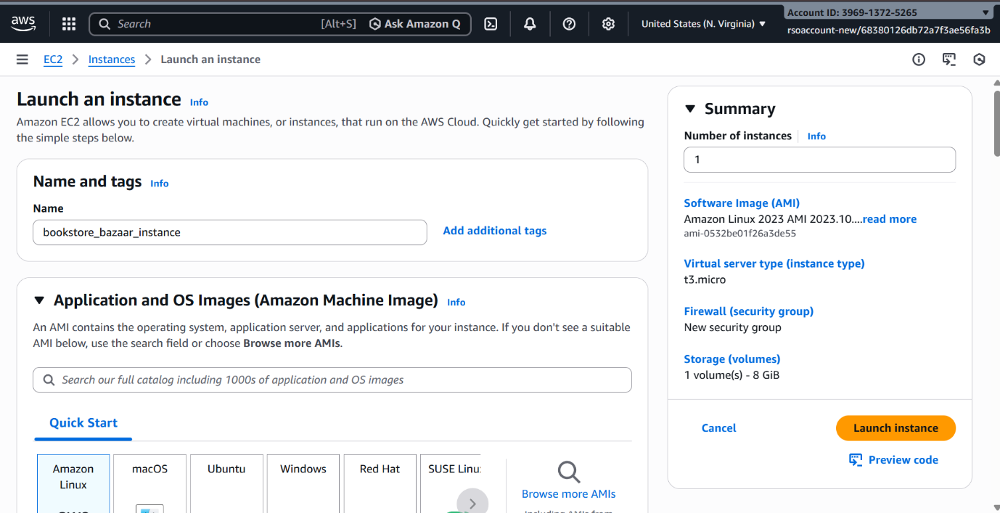 aws
Search [Alt+S] Ask Amazon Q United States (N. Virginia) Account ID: 3969-1372-5265
rsoaccount-new/68380126db72a7f3ae56fa3b
EC2 Instances Launch an instance
Launch an instance Info
Amazon EC2 allows you to create virtual machines, or instances, that run on the AWS Cloud. Quickly get started by following
the simple steps below.
Name and tags Info
Name
bookstore_bazaar_instance Add additional tags
Application and OS Images (Amazon Machine Image) Info
An AMI contains the operating system, application server, and applications for your instance. If you don't see a suitable
AMI below, use the search field or choose Browse more AMIs.
Search our full catalog including 1000s of application and OS images
Quick Start
Amazon
Linux
macOS
Ubuntu
Windows
Red Hat
SUSE Linu
Browse more AMIs
Including AMIs from
Summary
Number of instances Info
1
Software Image (AMI)
Amazon Linux 2023 AMI 2023.10....read more
ami-0532be01f26a3de55
Virtual server type (instance type)
t3.micro
Firewall (security group)
New security group
Storage (volumes)
1 volume(s) - 8 GiB
Cancel Launch instance
Preview code